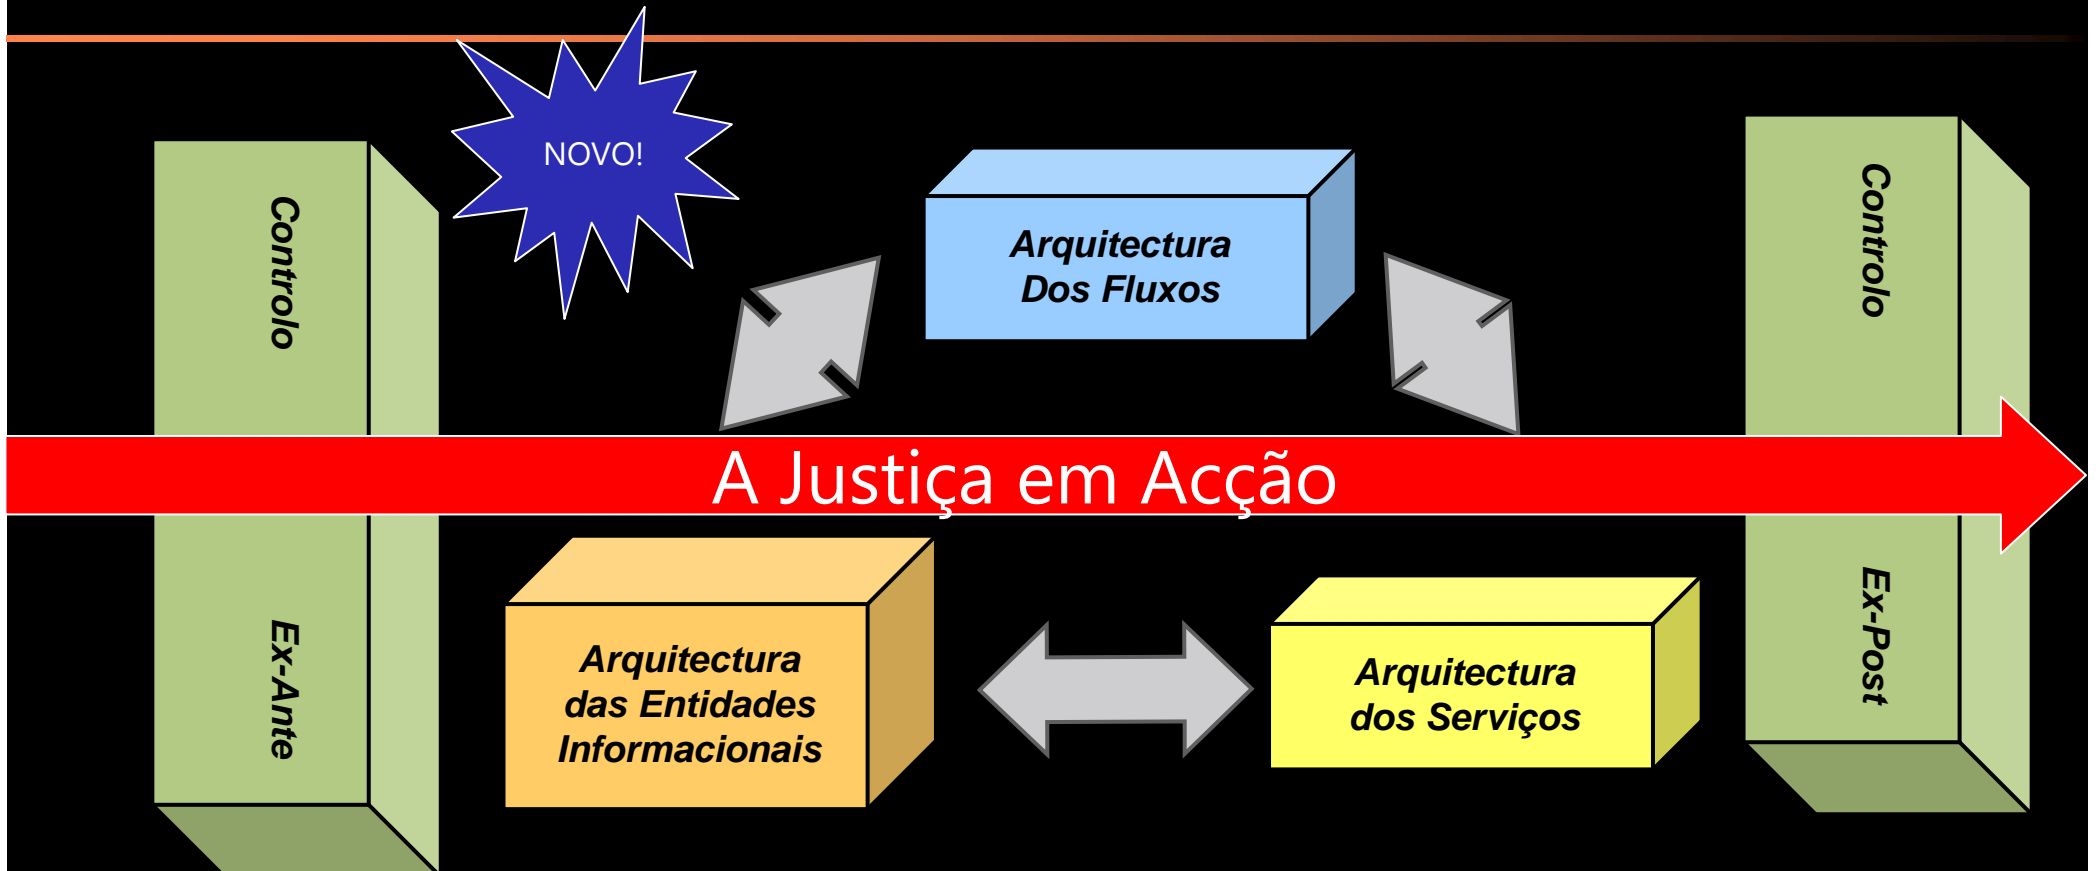 NOVO!
Controlo
Ex-Ante
Arquitectura
Dos Fluxos
Controlo
Ex-Post
A Justiça em Acção
Arquitectura
das Entidades
Informacionais
Arquitectura
dos Serviços